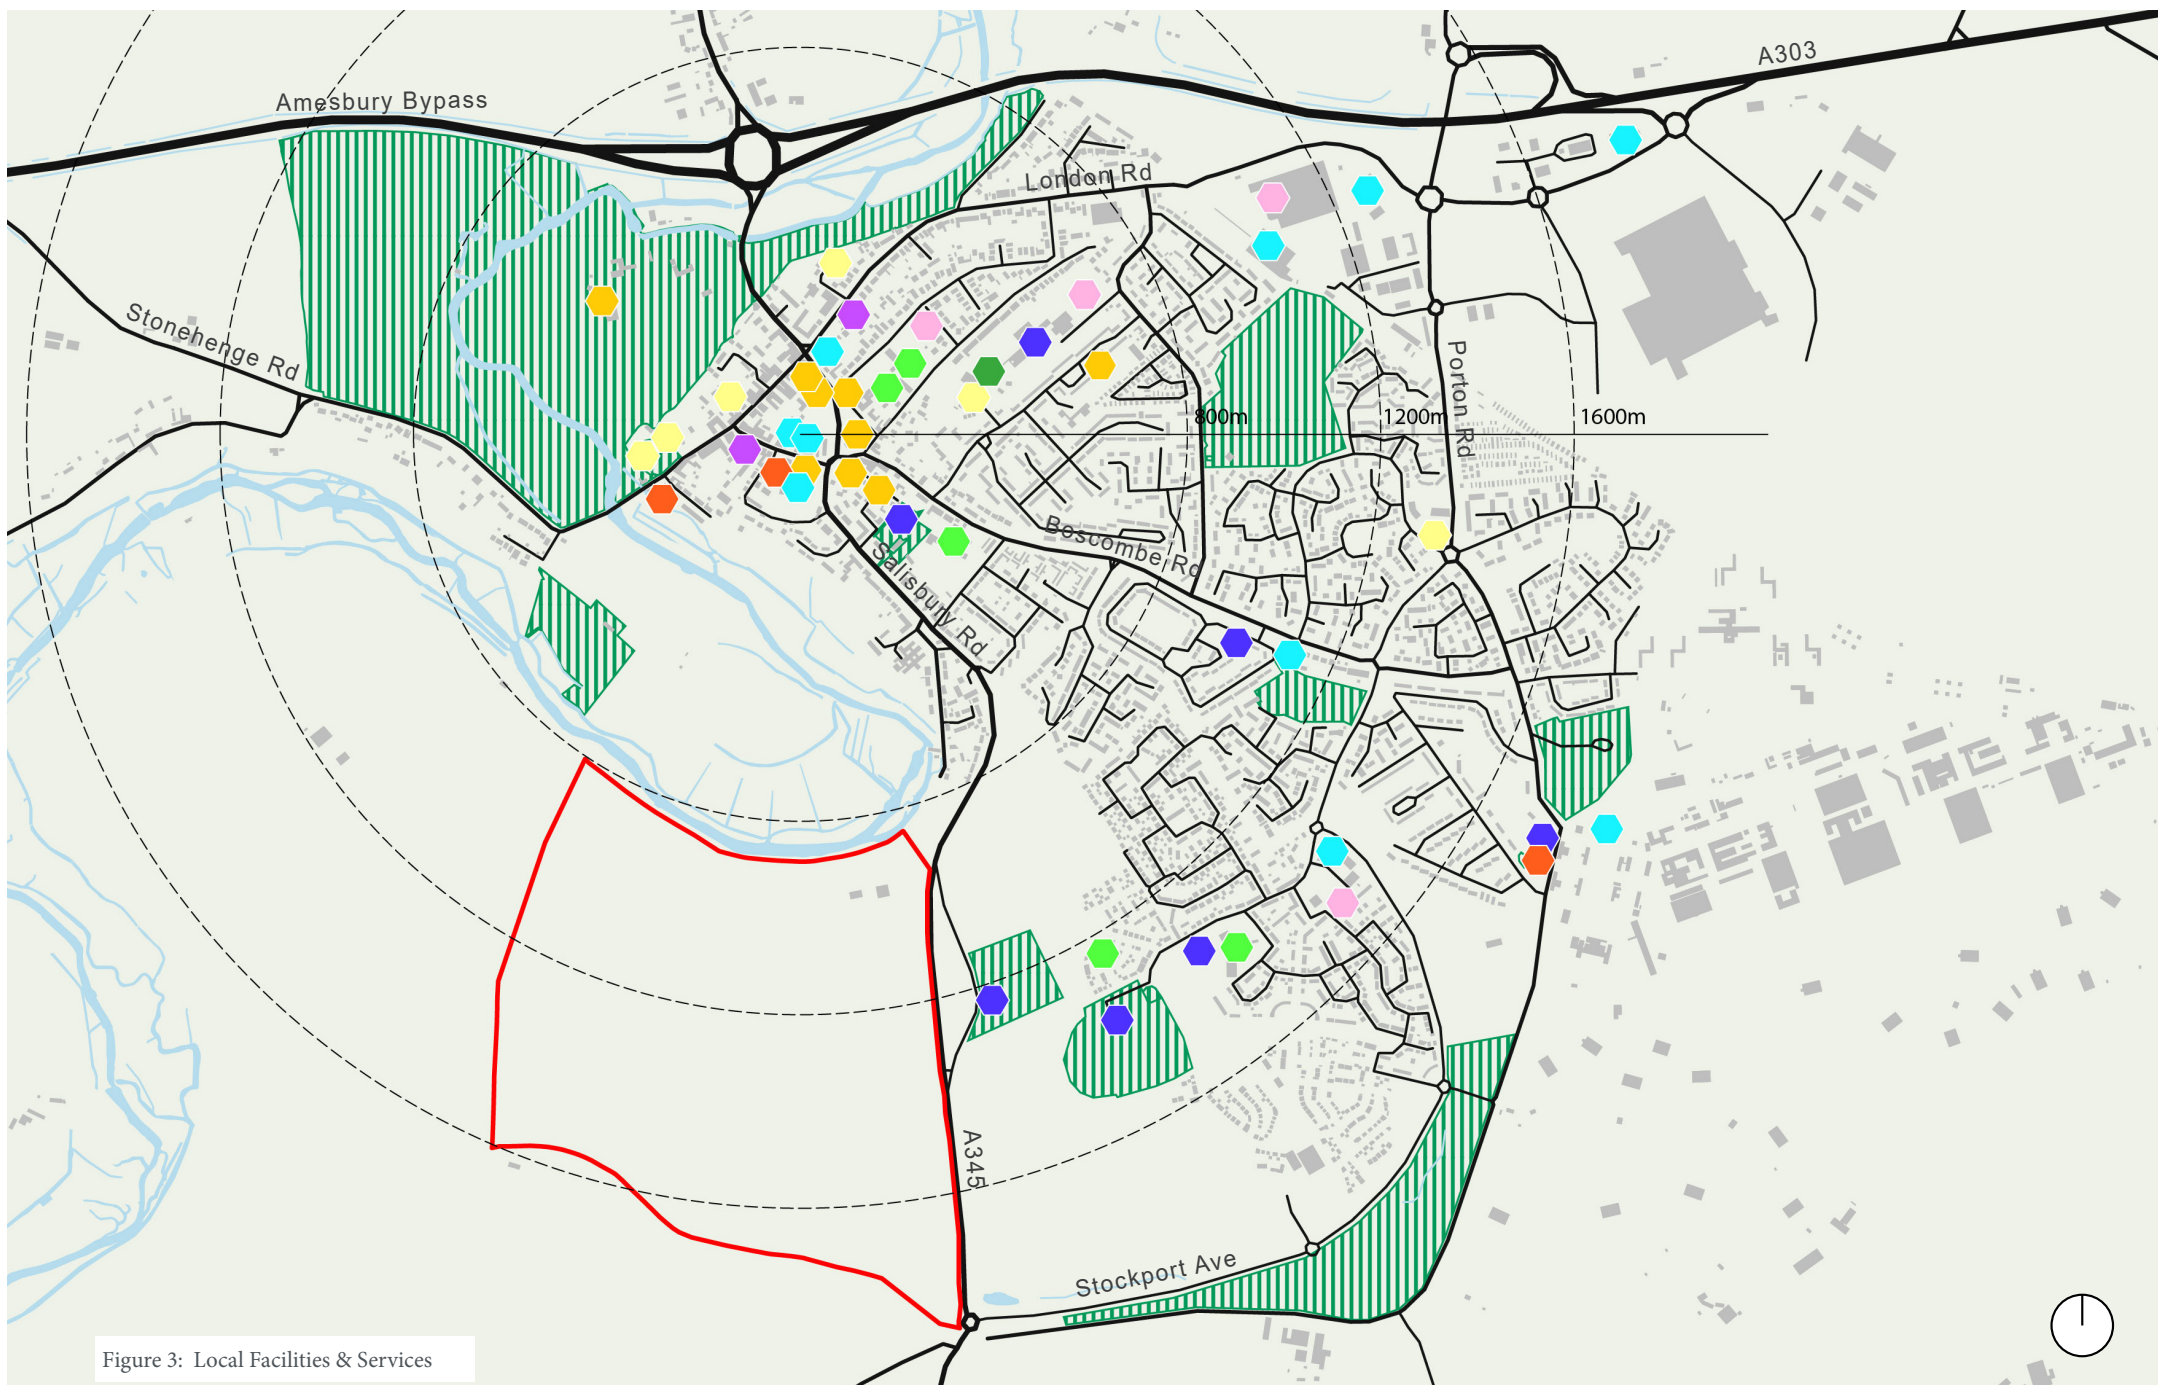 A303
Amesbury Bypass
London Rd
Stonehenge Rd
Porton Rd
800m
1200m
1600m
Boscombe Rd
Salisbury Rd
A345
Stockport Ave
Figure 3: Local Facilities & Services